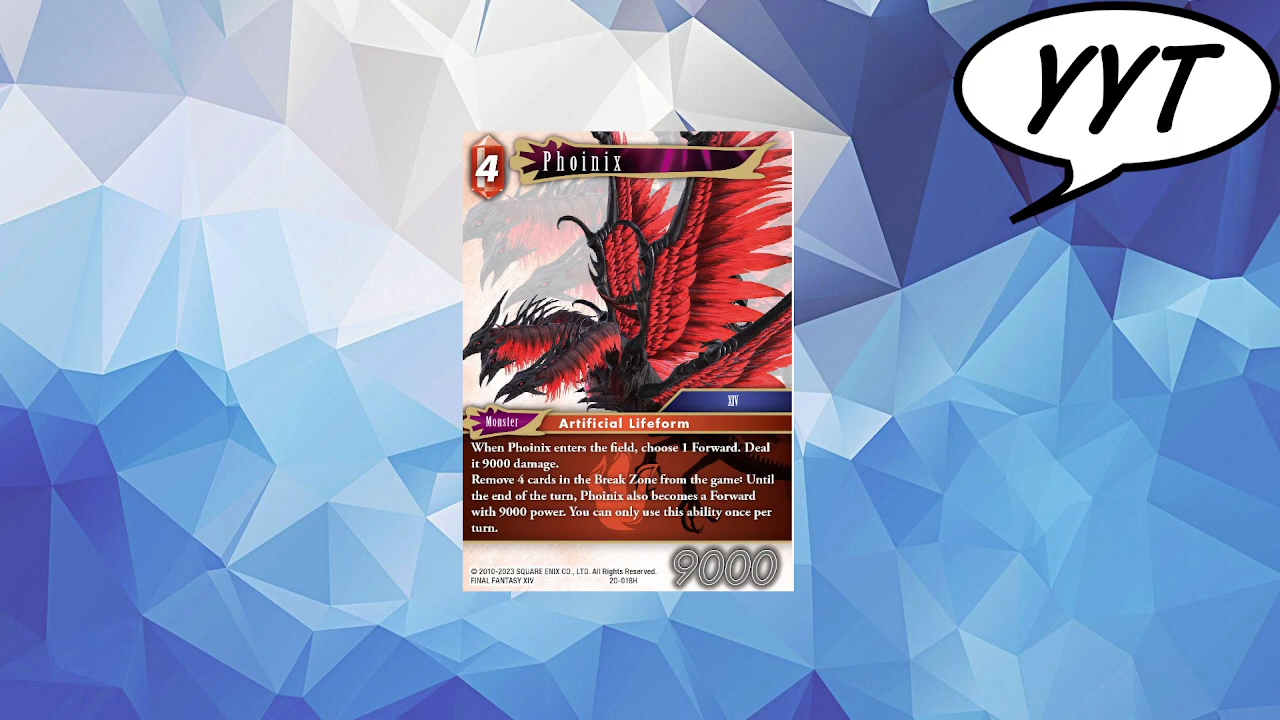 YYT
4
Phoinix
XIV
Monster
Artificial Lifeform
When Phoinix enters the field, choose 1 Forward. Deal
it 9000 damage.
Remove 4 cards in the Break Zone from the game: Until
the end of the turn, Phoinix also becomes a Forward
with 9000 power. You can only use this ability once per
turn.
9000
© 2010-2023 SQUARE ENIX CO., LTD. All Rights Reserved.
FINAL FANTASY XIV 20-018H